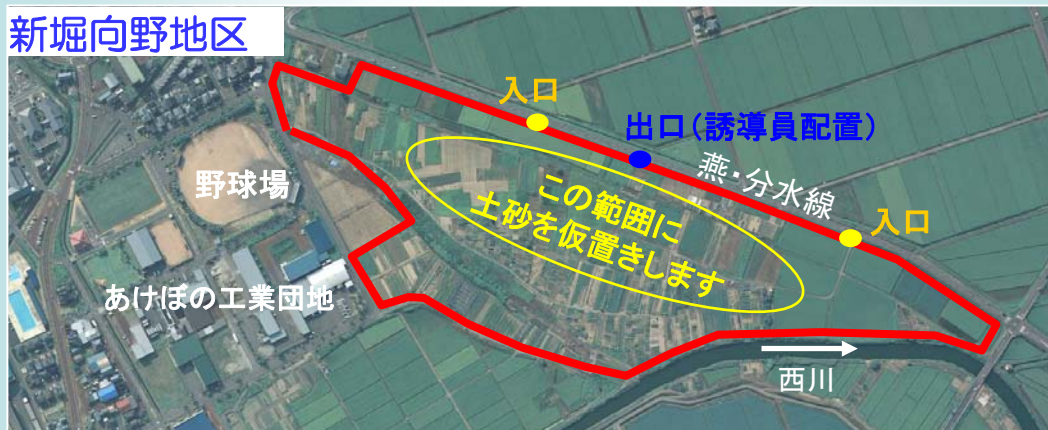 新堀向野地区
入口
出口（誘導員配置）
燕・分水線
入口
野球場
この範囲に
土砂を仮置きします
あけぼの工業団地
西川